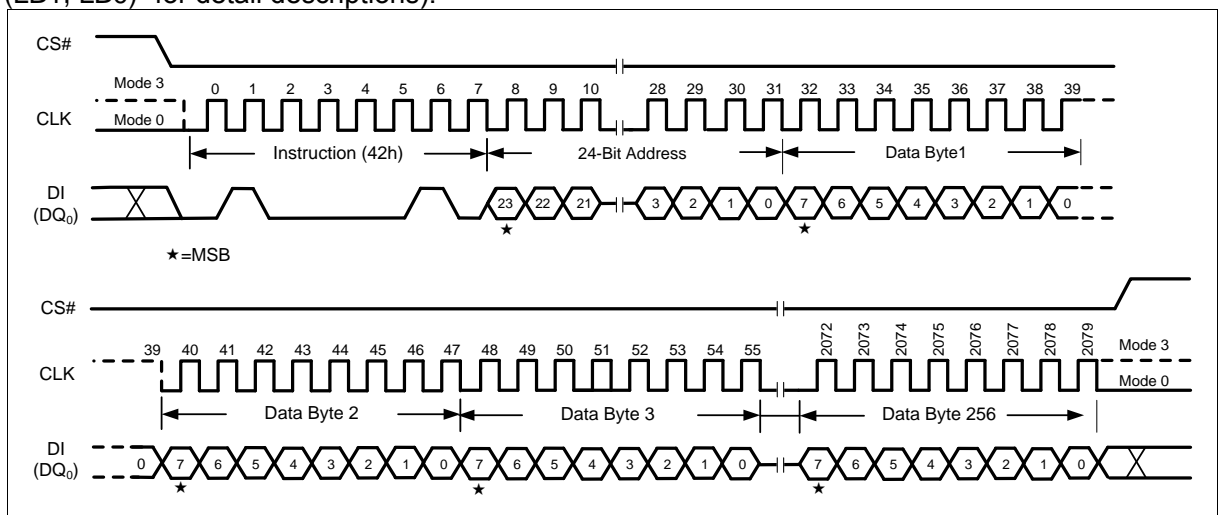 (LB1, LB0)" for detail descriptions).
CS#
Mode 3
0 1 2 3 4 5 6 7 8 9 10 28 29 30 31 32 33 34 35 36 37 38 39
CLK
Mode 0
Instruction (42h) 24-Bit Address Data Byte1
DI
(DQ0)
23 22 21 3 2 1 0 7 6 5 4 3 2 1 0
★ ★
★=MSB
CS#
39 40 41 42 43 44 45 46 47 48 49 50 51 52 53 54 55 2072 2073 2074 2075 2076 2077 2078 2079
Mode 3
CLK
Mode 0
Data Byte 2 Data Byte 3 Data Byte 256
DI
(DQ0)
0 7 6 5 4 3 2 1 0 7 6 5 4 3 2 1 0 7 6 5 4 3 2 1 0
★ ★ ★